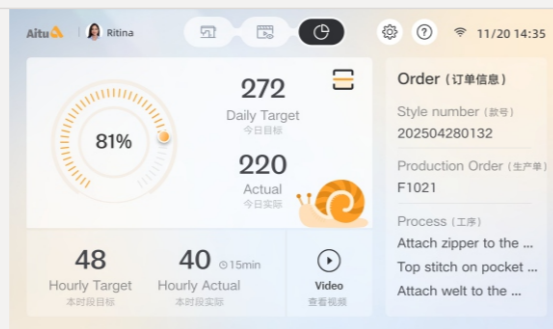 Aitu Ritina 11/20 14:35
81%
272
Daily Target
今日目标
220
Actual
今日实际
48
Hourly Target
本时段目标
40 15min
Hourly Actual
本时段实际
Video
查看视频
Order（订单信息）
Style number（款号）
202504280132
Production Order（生产单）
F1021
Process（工序）
Attach zipper to the ...
Top stitch on pocket ...
Attach welt to the ...